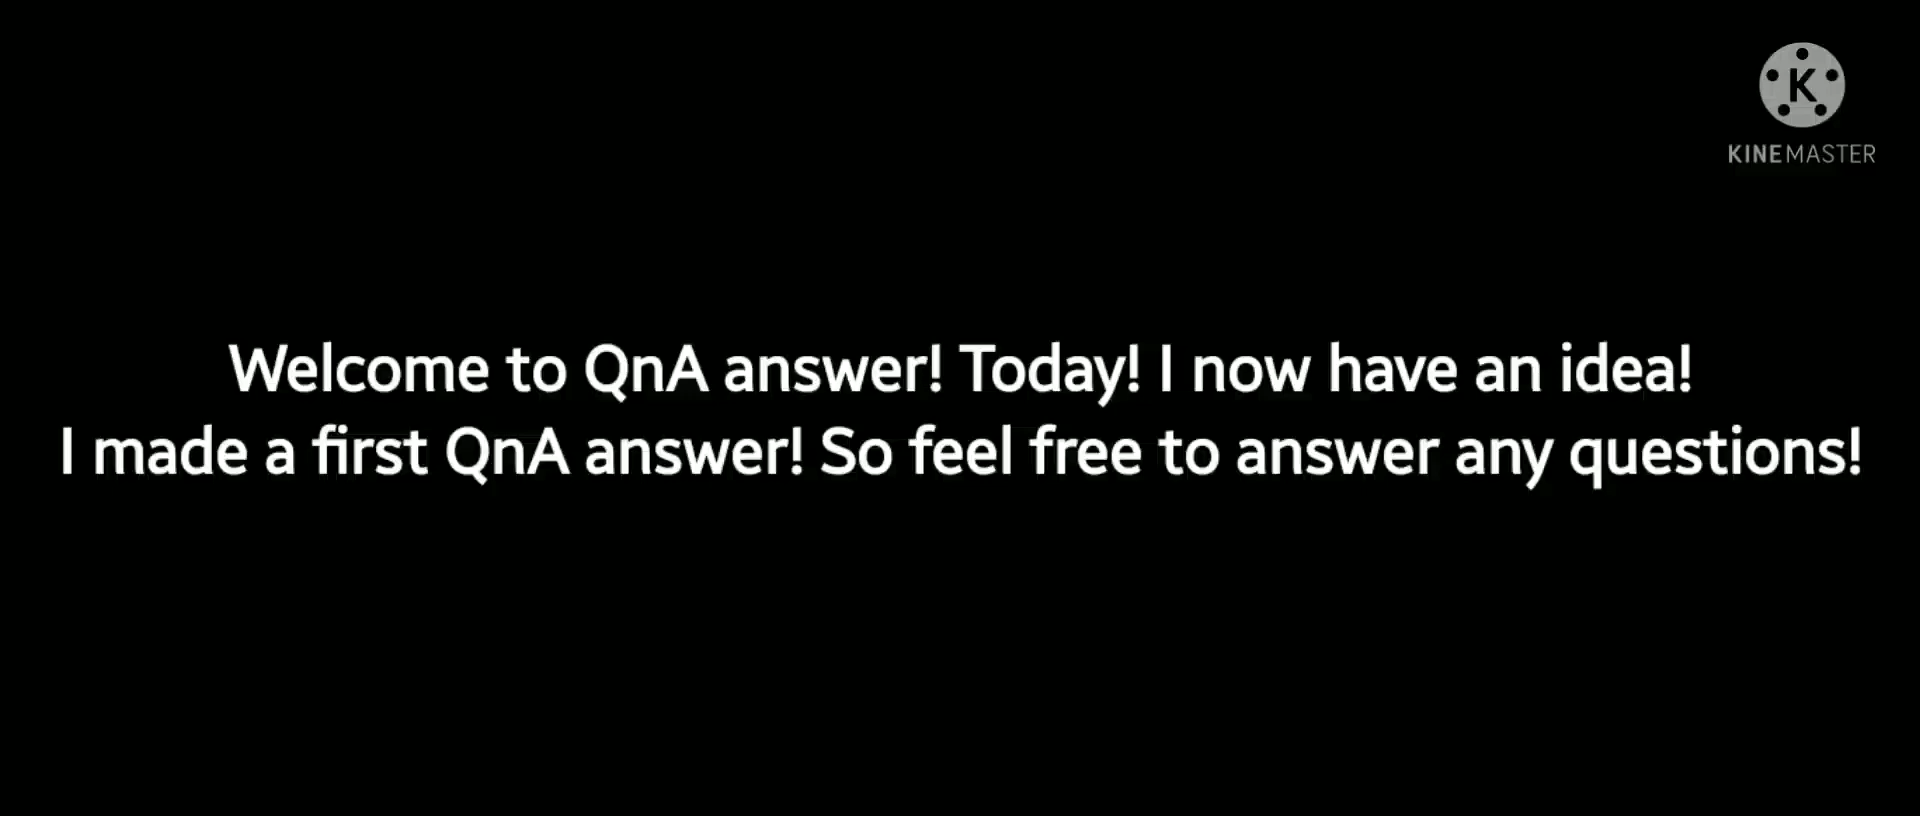 K
KINEMASTER
Welcome to QnA answer! Today! I now have an idea!
I made a first QnA answer! So feel free to answer any questions!